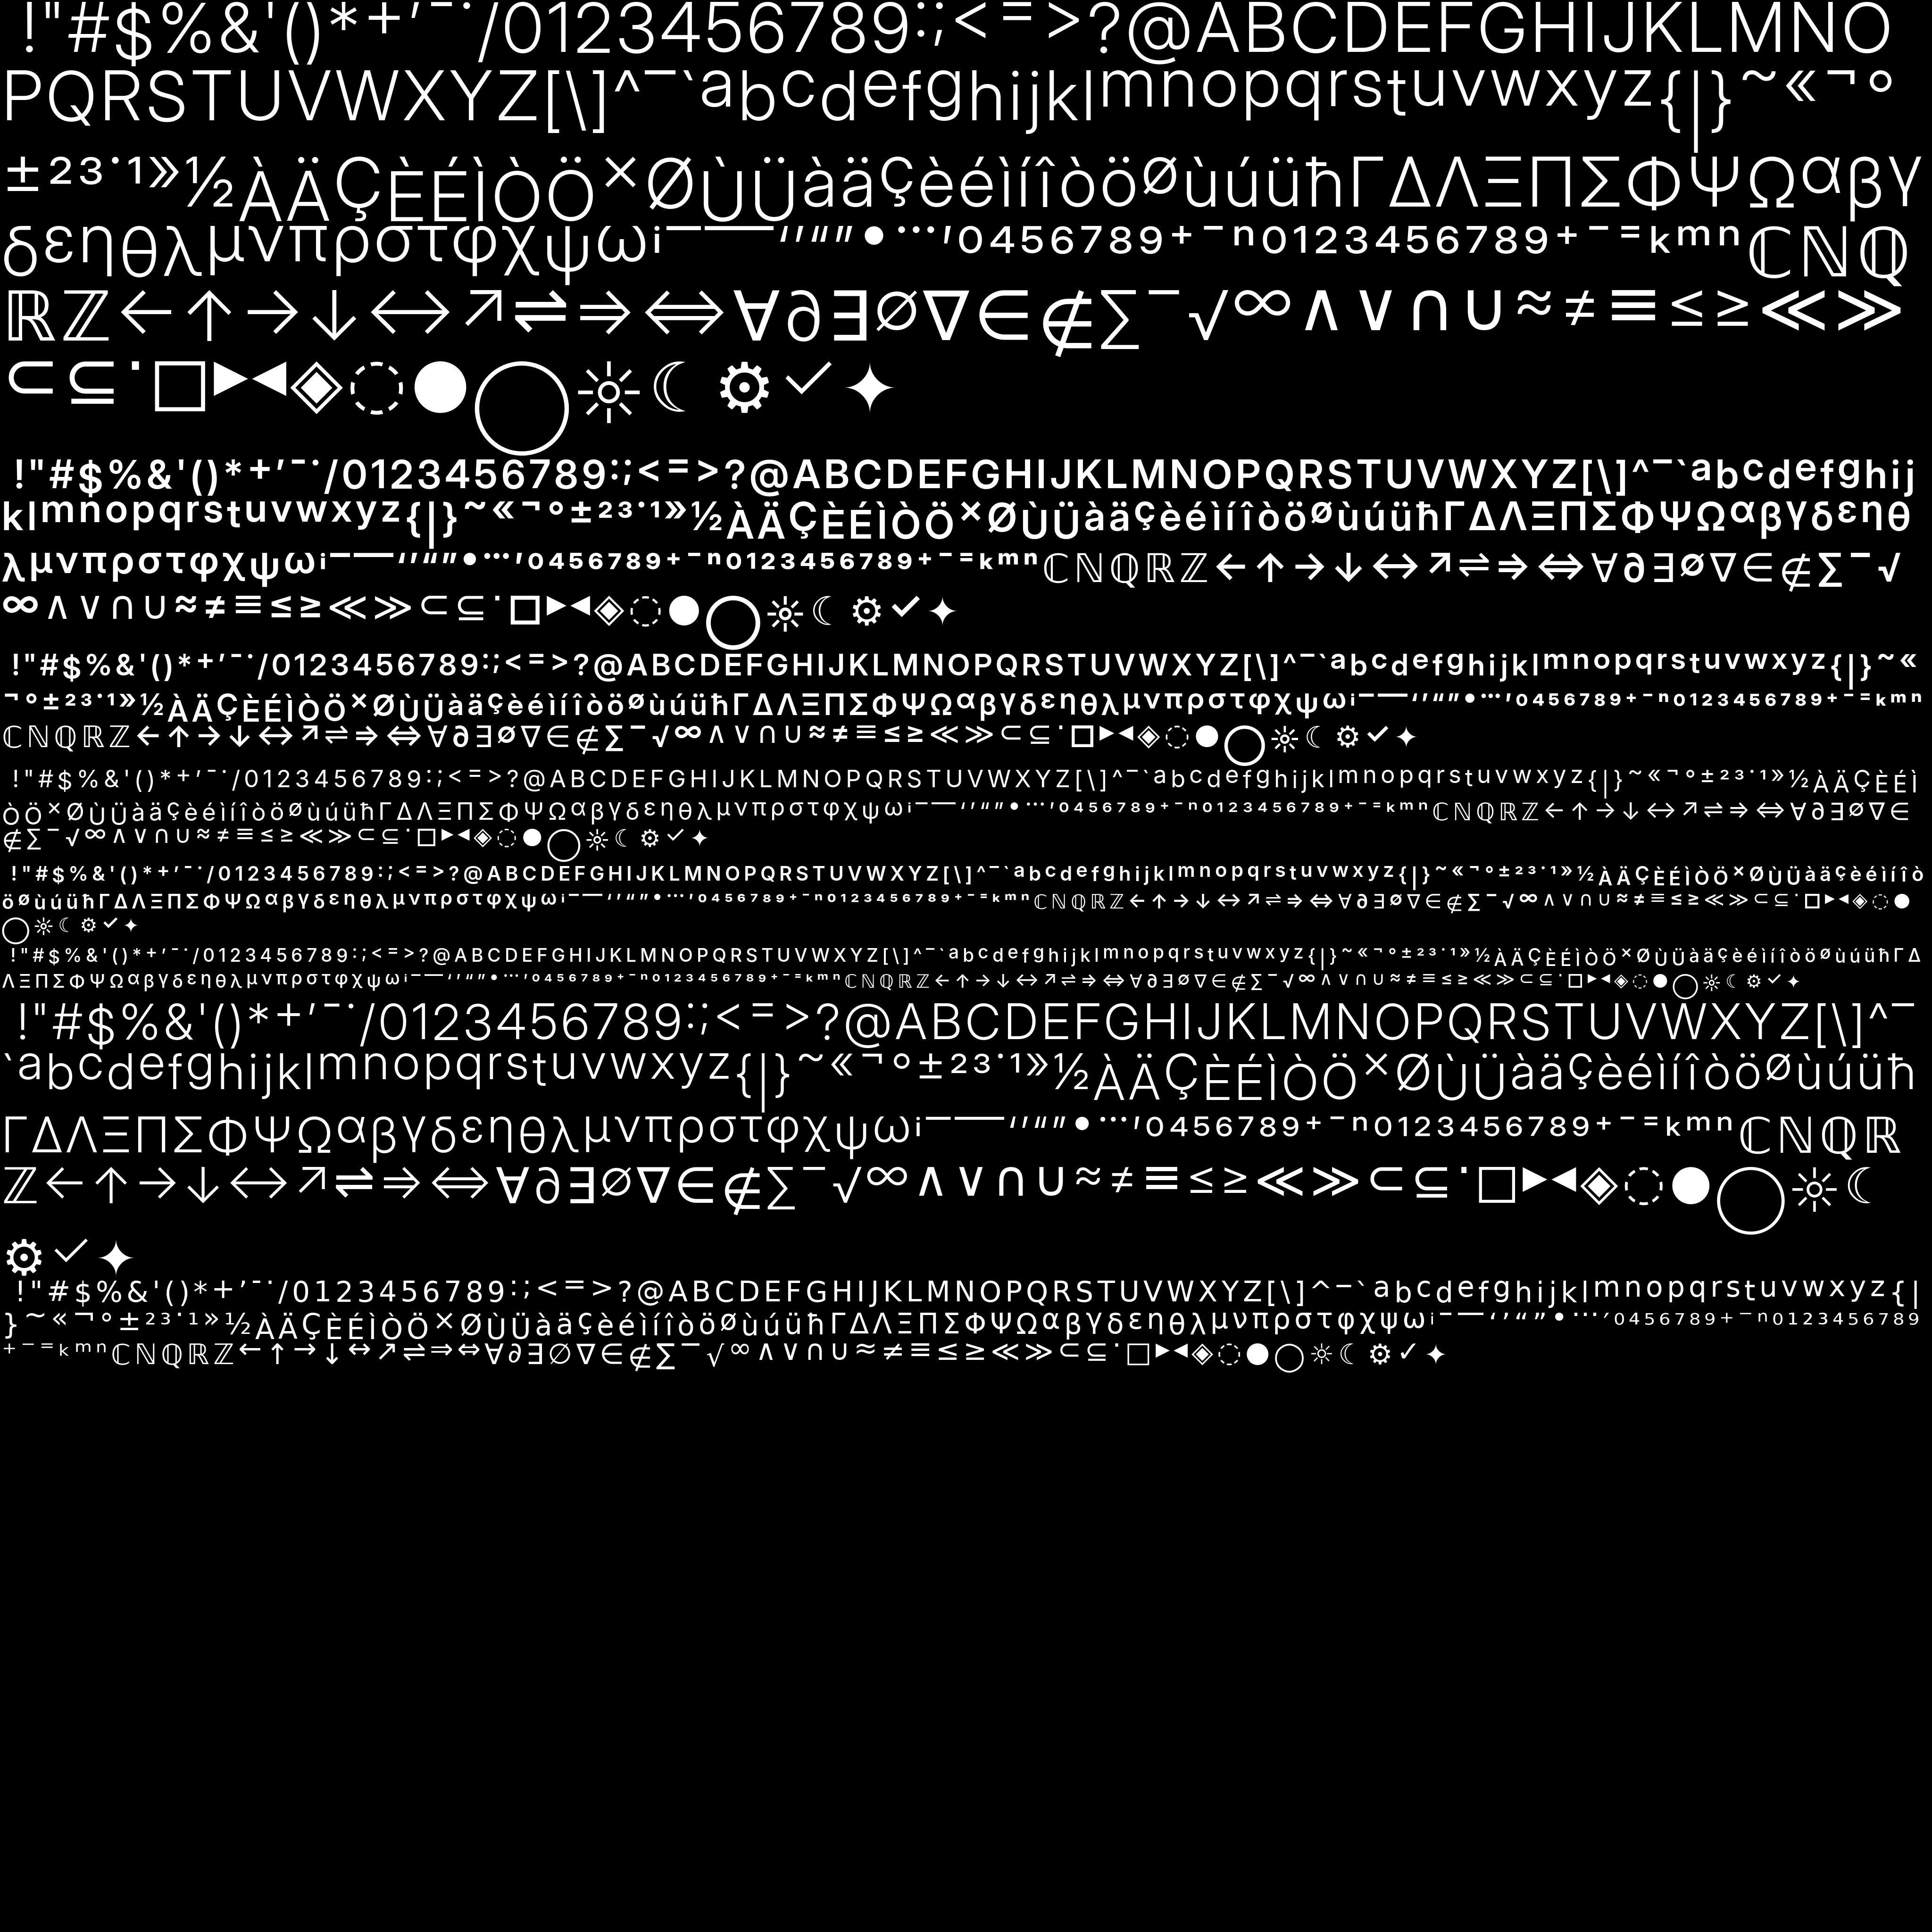 !"#$%&'()*+,-./0123456789:;<=>?@ABCDEFGHIJKLMNO
PQRSTUVWXYZ[\]^_`abcdefghijklmnopqrstuvwxyz{|}~«¬°
±²³·¹»½ÀÄÇÈÉÌÒÖ×ØÙÜàäçèéìíîòöøùúüħΓΔΛΞΠΣΦΨΩαβγ
δεηθλμνπρστφχψωᵢ–—‘’“”•…′⁰⁴⁵⁶⁷⁸⁹⁺⁻ⁿ₀₁₂₃₄₅₆₇₈₉₊₋₌ₖₘₙℂℕℚ
ℝℤ←↑→↓↔↗⇌⇒⇔∀∂∃∅∇∈∉∑−√∞∧∨∩∪≈≠≡≤≥≪≫
⊂⊆⋅□▸◂◈◌●◯☼☾⚙✓✦
!"#$%&'()*+,-./0123456789:;<=>?@ABCDEFGHIJKLMNOPQRSTUVWXYZ[\]^_`abcdefghij
klmnopqrstuvwxyz{|}~«¬°±²³·¹»½ÀÄÇÈÉÌÒÖ×ØÙÜàäçèéìíîòöøùúüħΓΔΛΞΠΣΦΨΩαβγδεηθ
λμνπρστφχψωᵢ–—‘’“”•…′⁰⁴⁵⁶⁷⁸⁹⁺⁻ⁿ₀₁₂₃₄₅₆₇₈₉₊₋₌ₖₘₙℂℕℚℝℤ←↑→↓↔↗⇌⇒⇔∀∂∃∅∇∈∉∑−√
∞∧∨∩∪≈≠≡≤≥≪≫⊂⊆⋅□▸◂◈◌●◯☼☾⚙✓✦
!"#$%&'()*+,-./0123456789:;<=>?@ABCDEFGHIJKLMNOPQRSTUVWXYZ[\]^_`abcdefghijklmnopqrstuvwxyz{|}~«
¬°±²³·¹»½ÀÄÇÈÉÌÒÖ×ØÙÜàäçèéìíîòöøùúüħΓΔΛΞΠΣΦΨΩαβγδεηθλμνπρστφχψωᵢ–—‘’“”•…′⁰⁴⁵⁶⁷⁸⁹⁺⁻ⁿ₀₁₂₃₄₅₆₇₈₉₊₋₌ₖₘₙ
ℂℕℚℝℤ←↑→↓↔↗⇌⇒⇔∀∂∃∅∇∈∉∑−√∞∧∨∩∪≈≠≡≤≥≪≫⊂⊆⋅□▸◂◈◌●◯☼☾⚙✓✦
!"#$%&'()*+,-./0123456789:;<=>?@ABCDEFGHIJKLMNOPQRSTUVWXYZ[\]^_`abcdefghijklmnopqrstuvwxyz{|}~«¬°±²³·¹»½ÀÄÇÈÉÌ
ÒÖ×ØÙÜàäçèéìíîòöøùúüħΓΔΛΞΠΣΦΨΩαβγδεηθλμνπρστφχψωᵢ–—‘’“”•…′⁰⁴⁵⁶⁷⁸⁹⁺⁻ⁿ₀₁₂₃₄₅₆₇₈₉₊₋₌ₖₘₙℂℕℚℝℤ←↑→↓↔↗⇌⇒⇔∀∂∃∅∇∈
∉∑−√∞∧∨∩∪≈≠≡≤≥≪≫⊂⊆⋅□▸◂◈◌●◯☼☾⚙✓✦
!"#$%&'()*+,-./0123456789:;<=>?@ABCDEFGHIJKLMNOPQRSTUVWXYZ[\]^_`abcdefghijklmnopqrstuvwxyz{|}~«¬°±²³·¹»½ÀÄÇÈÉÌÒÖ×ØÙÜàäçèéìíîò
öøùúüħΓΔΛΞΠΣΦΨΩαβγδεηθλμνπρστφχψωᵢ–—‘’“”•…′⁰⁴⁵⁶⁷⁸⁹⁺⁻ⁿ₀₁₂₃₄₅₆₇₈₉₊₋₌ₖₘₙℂℕℚℝℤ←↑→↓↔↗⇌⇒⇔∀∂∃∅∇∈∉∑−√∞∧∨∩∪≈≠≡≤≥≪≫⊂⊆⋅□▸◂◈◌●
◯☼☾⚙✓✦
!"#$%&'()*+,-./0123456789:;<=>?@ABCDEFGHIJKLMNOPQRSTUVWXYZ[\]^_`abcdefghijklmnopqrstuvwxyz{|}~«¬°±²³·¹»½ÀÄÇÈÉÌÒÖ×ØÙÜàäçèéìíîòöøùúüħΓΔ
ΛΞΠΣΦΨΩαβγδεηθλμνπρστφχψωᵢ–—‘’“”•…′⁰⁴⁵⁶⁷⁸⁹⁺⁻ⁿ₀₁₂₃₄₅₆₇₈₉₊₋₌ₖₘₙℂℕℚℝℤ←↑→↓↔↗⇌⇒⇔∀∂∃∅∇∈∉∑−√∞∧∨∩∪≈≠≡≤≥≪≫⊂⊆⋅□▸◂◈◌●◯☼☾⚙✓✦
!"#$%&'()*+,-./0123456789:;<=>?@ABCDEFGHIJKLMNOPQRSTUVWXYZ[\]^_
`abcdefghijklmnopqrstuvwxyz{|}~«¬°±²³·¹»½ÀÄÇÈÉÌÒÖ×ØÙÜàäçèéìíîòöøùúüħ
ΓΔΛΞΠΣΦΨΩαβγδεηθλμνπρστφχψωᵢ–—‘’“”•…′⁰⁴⁵⁶⁷⁸⁹⁺⁻ⁿ₀₁₂₃₄₅₆₇₈₉₊₋₌ₖₘₙℂℕℚℝ
ℤ←↑→↓↔↗⇌⇒⇔∀∂∃∅∇∈∉∑−√∞∧∨∩∪≈≠≡≤≥≪≫⊂⊆⋅□▸◂◈◌●◯☼☾
⚙✓✦
!"#$%&'()*+,-./0123456789:;<=>?@ABCDEFGHIJKLMNOPQRSTUVWXYZ[\]^_`abcdefghijklmnopqrstuvwxyz{|
}~«¬°±²³·¹»½ÀÄÇÈÉÌÒÖ×ØÙÜàäçèéìíîòöøùúüħΓΔΛΞΠΣΦΨΩαβγδεηθλμνπρστφχψωᵢ–—‘’“”•…′⁰⁴⁵⁶⁷⁸⁹⁺⁻ⁿ₀₁₂₃₄₅₆₇₈₉
₊₋₌ₖₘₙℂℕℚℝℤ←↑→↓↔↗⇌⇒⇔∀∂∃∅∇∈∉∑−√∞∧∨∩∪≈≠≡≤≥≪≫⊂⊆⋅□▸◂◈◌●◯☼☾⚙✓✦